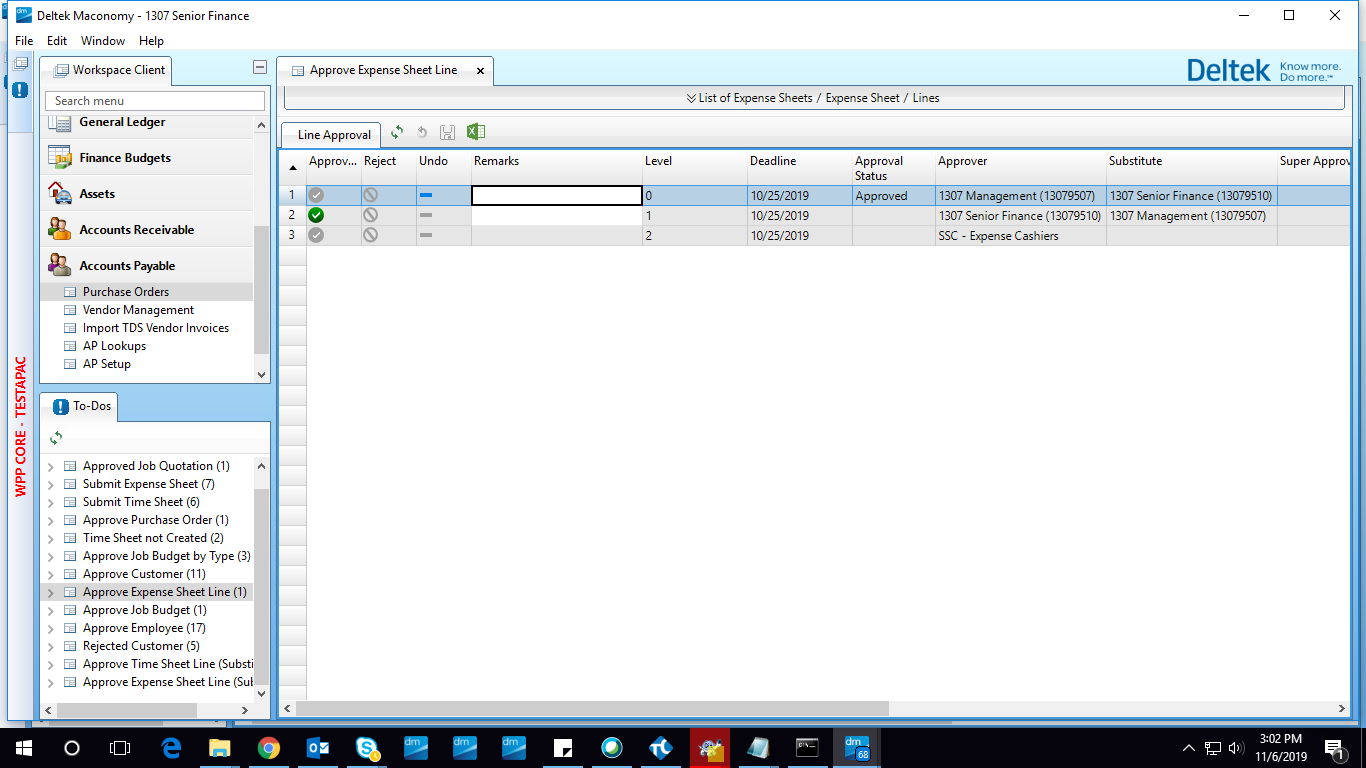 Deltek Maconomy - 1307 Senior Finance
File Edit Window Help
Workspace Client
Search menu
General Ledger
Finance Budgets
Assets
Accounts Receivable
Accounts Payable
Purchase Orders
Vendor Management
Import TDS Vendor Invoices
AP Lookups
AP Setup
WPP CORE - TESTAPAC
To-Dos
Approved Job Quotation (1)
Submit Expense Sheet (7)
Submit Time Sheet (6)
Approve Purchase Order (1)
Time Sheet not Created (2)
Approve Job Budget by Type (3)
Approve Customer (11)
Approve Expense Sheet Line (1)
Approve Job Budget (1)
Approve Employee (17)
Rejected Customer (5)
Approve Time Sheet Line (Substi
Approve Expense Sheet Line (Sub
Approve Expense Sheet Line
Deltek Know more. Do more.™
List of Expense Sheets / Expense Sheet / Lines
Line Approval
Approv... Reject Undo Remarks Level Deadline Approval Status Approver Substitute Super Approv
1 0 10/25/2019 Approved 1307 Management (13079507) 1307 Senior Finance (13079510)
2 1 10/25/2019 1307 Senior Finance (13079510) 1307 Management (13079507)
3 2 10/25/2019 SSC - Expense Cashiers
dm dm dm dm 68
3:02 PM
11/6/2019
1